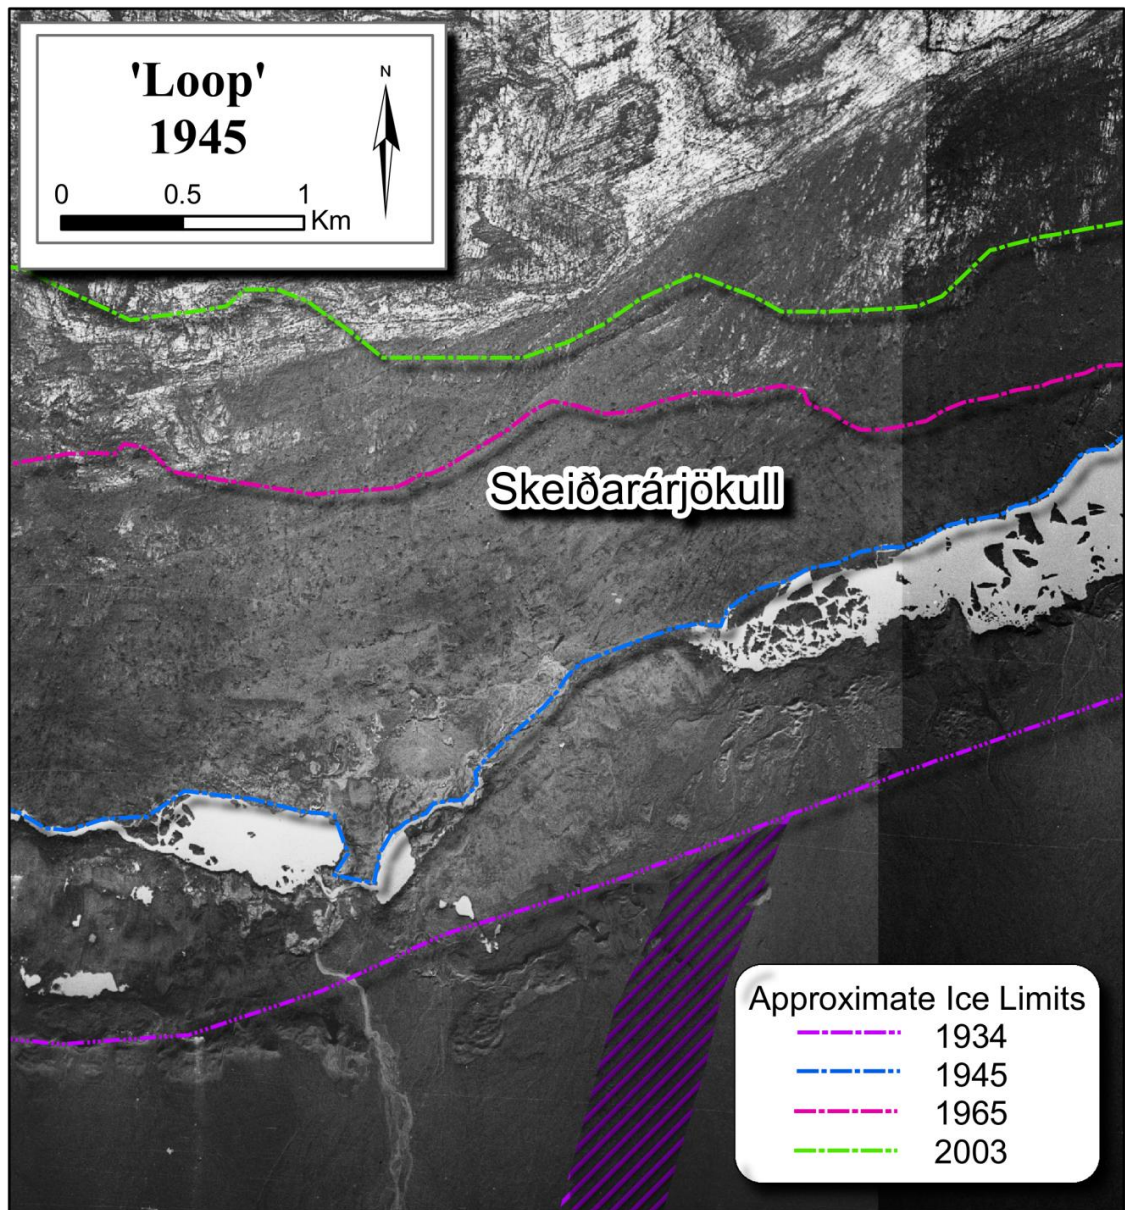 'Loop'
1945
N
0 0.5 1
Km
Skeiðarárjökull
Approximate Ice Limits
1934
1945
1965
2003